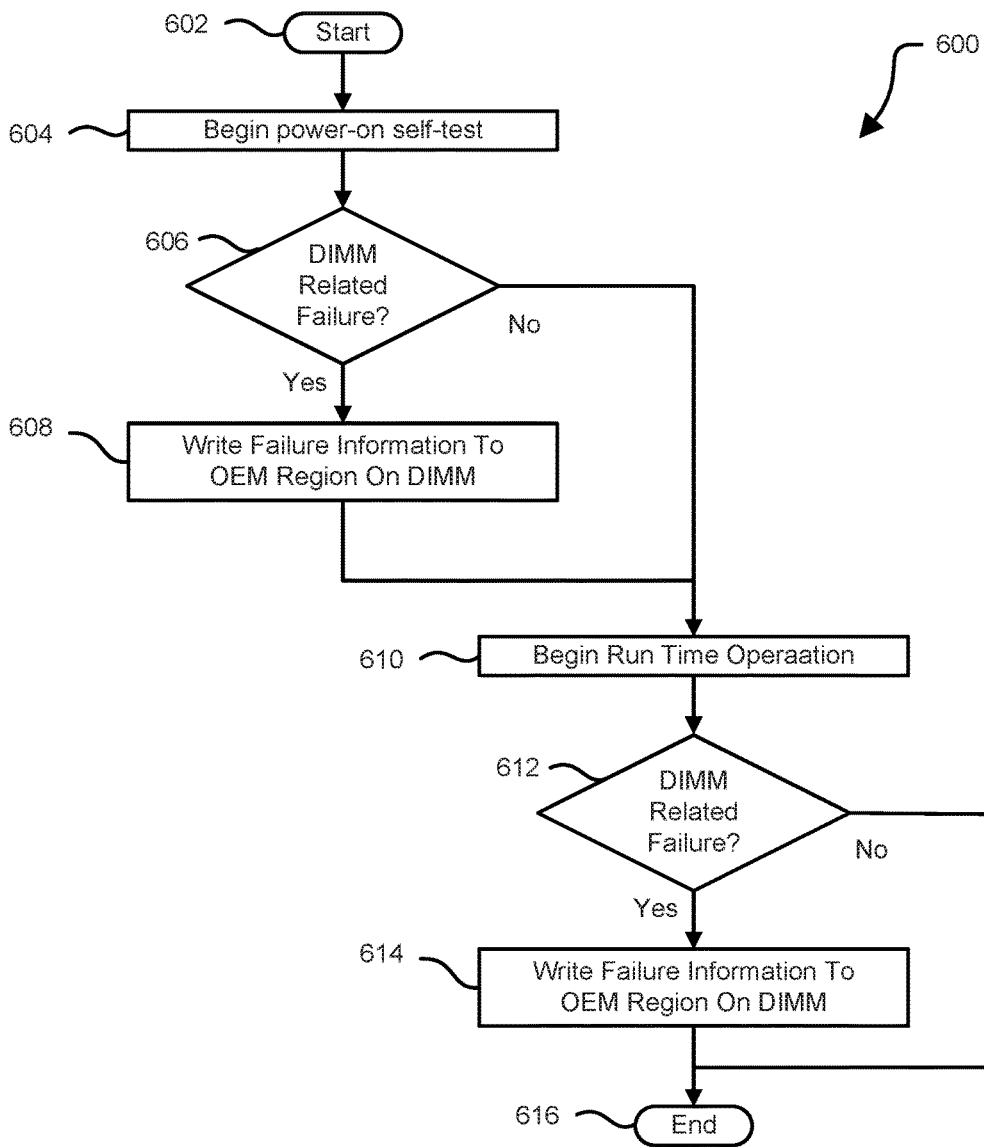 602
Start
600
604
Begin power-on self-test
606
DIMM
Related
Failure?
No
Yes
608
Write Failure Information To
OEM Region On DIMM
610
Begin Run Time Operaation
612
DIMM
Related
Failure?
No
Yes
614
Write Failure Information To
OEM Region On DIMM
616
End